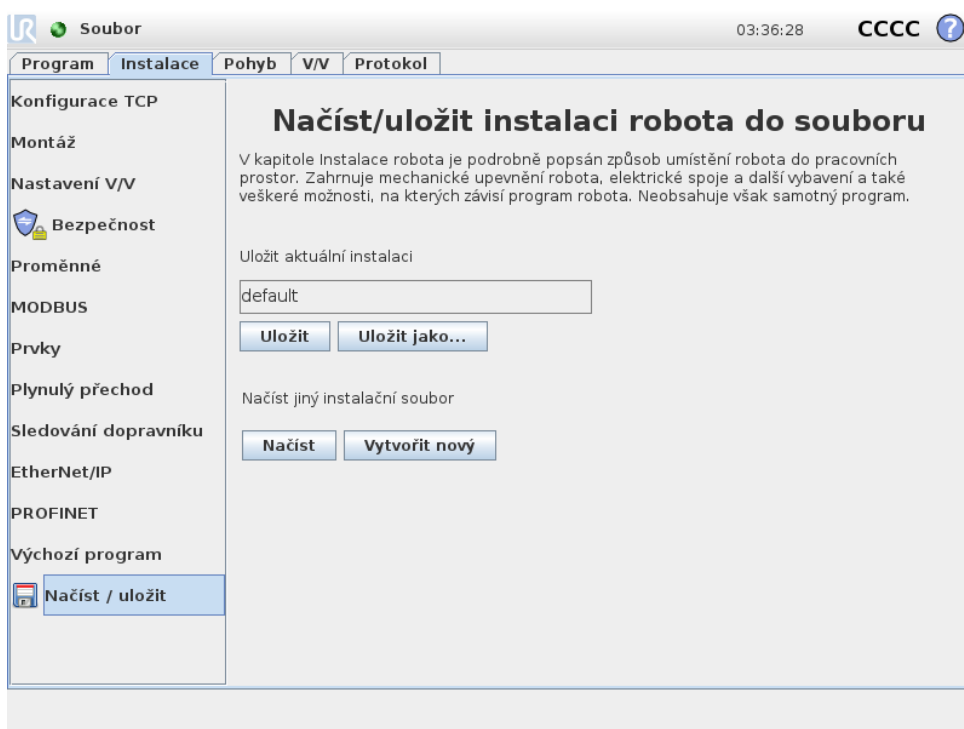 UR Soubor 03:36:28 CCCC ?
Program Instalace Pohyb V/V Protokol
Konfigurace TCP
Montáž
Nastavení V/V
Bezpečnost
Proměnné
MODBUS
Prvky
Plynulý přechod
Sledování dopravníku
EtherNet/IP
PROFINET
Výchozí program
Načíst / uložit
Načíst/uložit instalaci robota do souboru
V kapitole Instalace robota je podrobně popsán způsob umístění robota do pracovních
prostor. Zahrnuje mechanické upevnění robota, elektrické spoje a další vybavení a také
veškeré možnosti, na kterých závisí program robota. Neobsahuje však samotný program.
Uložit aktuální instalaci
default
Uložit Uložit jako...
Načíst jiný instalační soubor
Načíst Vytvořit nový